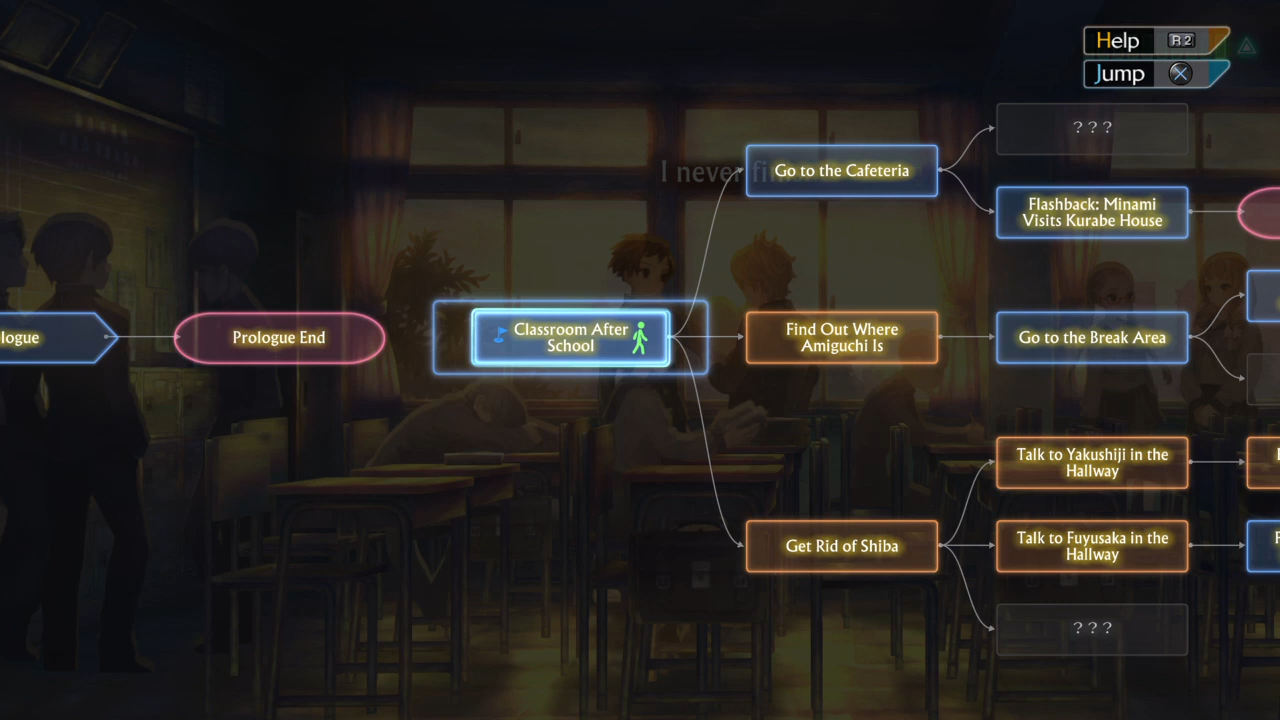 Help R2
Jump
? ? ?
I never
Go to the Cafeteria
Flashback: Minami
Visits Kurabe House
logue
Prologue End
Classroom After
School
Find Out Where
Amiguchi Is
Go to the Break Area
Talk to Yakushiji in the
Hallway
Get Rid of Shiba
Talk to Fuyusaka in the
Hallway
? ? ?